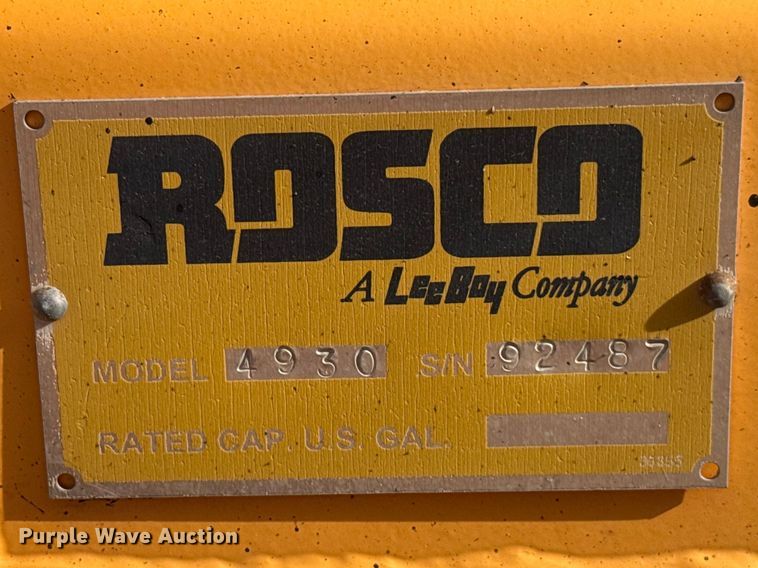 ROSCO
A LeeBoy Company
MODEL 4930 S/N 92487
RATED CAP. U.S. GAL.
Purple Wave Auction